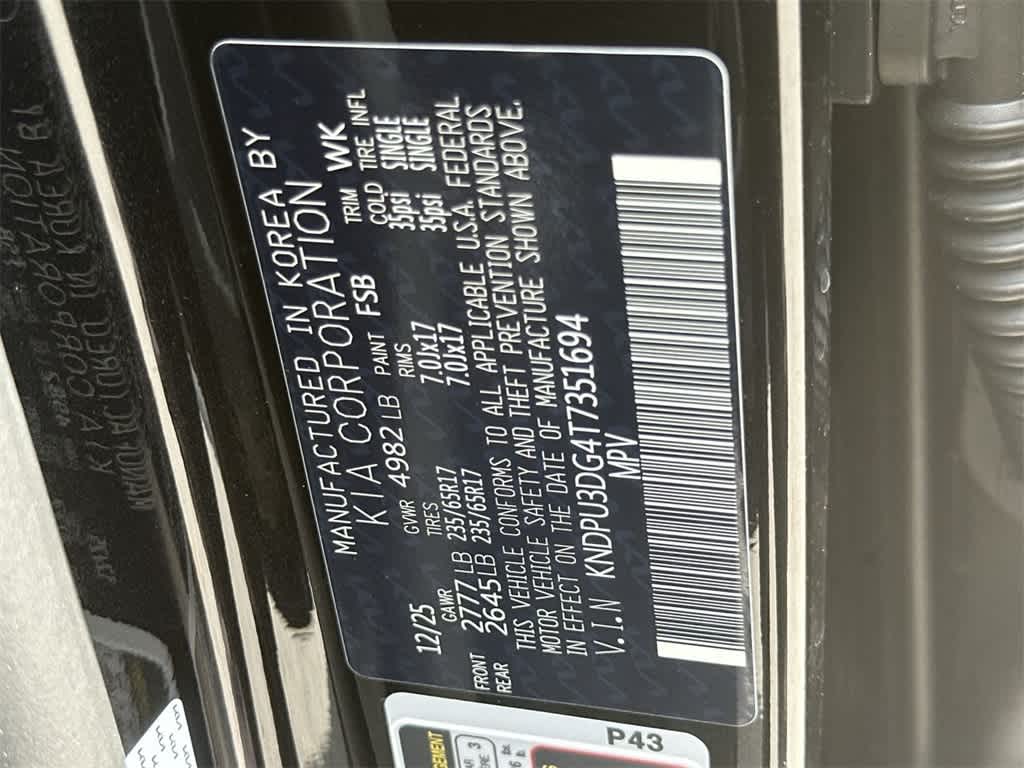 MANUFACTURED IN KOREA BY
KIA CORPORATION
12/25 GVWR 4982 LB PAINT FSB TRIM WK
GAWR TIRES RIMS COLD TIRE INFL
FRONT 2777 LB 235/65R17 7.0Jx17 35psi SINGLE
REAR 2645LB 235/65R17 7.0Jx17 35psi SINGLE
THIS VEHICLE CONFORMS TO ALL APPLICABLE U.S.A. FEDERAL
MOTOR VEHICLE SAFETY AND THEFT PREVENTION STANDARDS
IN EFFECT ON THE DATE OF MANUFACTURE SHOWN ABOVE.
V.I.N KNDPU3DG4T7351694
MPV
P43